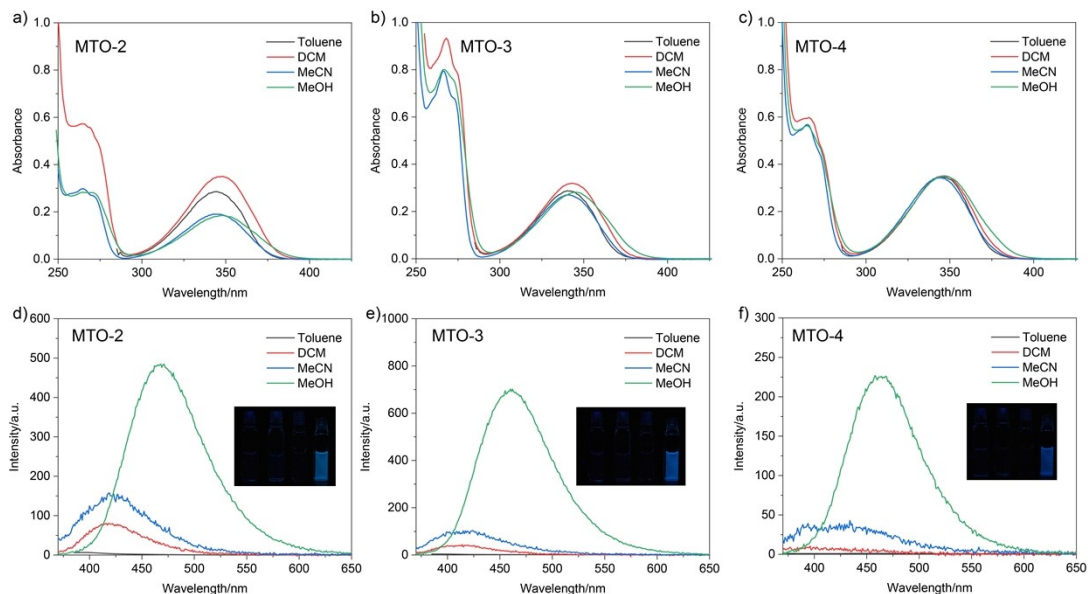 a)
MTO-2
Toluene
DCM
MeCN
MeOH
1.0
0.8
0.6
0.4
0.2
0.0
Absorbance
250 300 350 400
Wavelength/nm
b)
MTO-3
Toluene
DCM
MeCN
MeOH
1.0
0.8
0.6
0.4
0.2
0.0
Absorbance
250 300 350 400
Wavelength/nm
c)
MTO-4
Toluene
DCM
MeCN
MeOH
1.0
0.8
0.6
0.4
0.2
0.0
Absorbance
250 300 350 400
Wavelength/nm
d)
MTO-2
Toluene
DCM
MeCN
MeOH
600
500
400
300
200
100
0
Intensity/a.u.
400 450 500 550 600 650
Wavelength/nm
e)
MTO-3
Toluene
DCM
MeCN
MeOH
1000
800
600
400
200
0
Intensity/a.u.
400 450 500 550 600 650
Wavelength/nm
f)
MTO-4
Toluene
DCM
MeCN
MeOH
300
250
200
150
100
50
0
Intensity/a.u.
400 450 500 550 600 650
Wavelength/nm